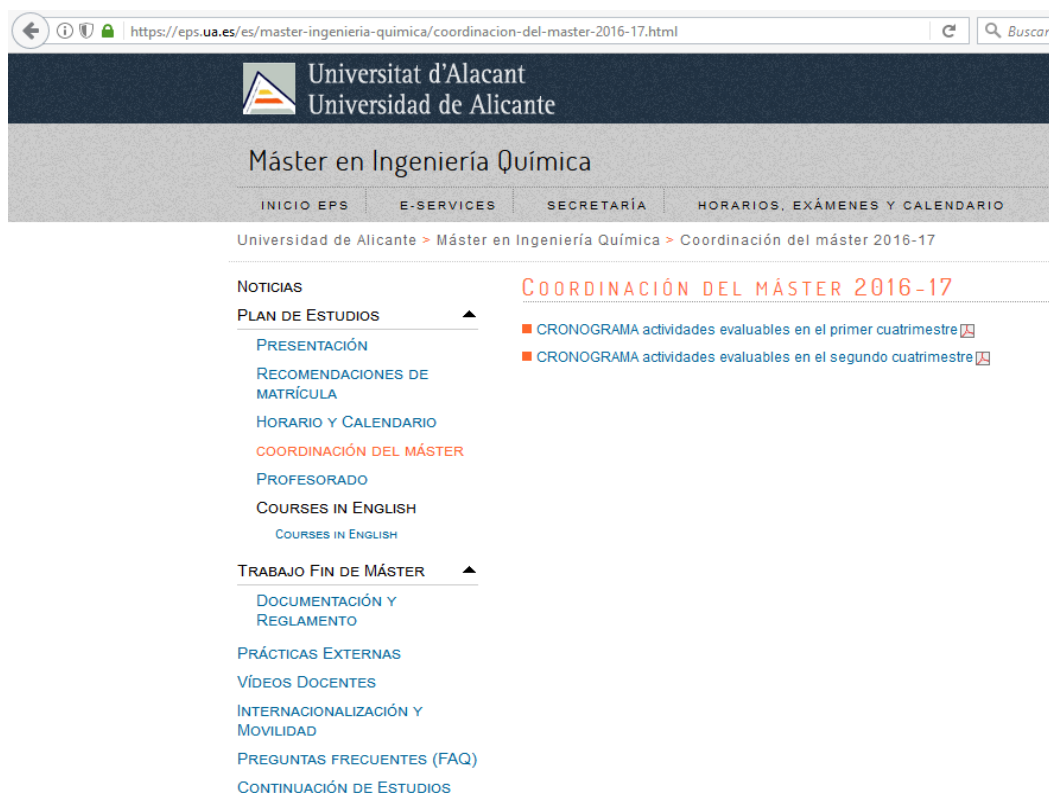 https://eps.ua.es/es/master-ingenieria-quimica/coordinacion-del-master-2016-17.html
Buscar
Universitat d'Alacant
Universidad de Alicante
Máster en Ingeniería Química
INICIO EPS E-SERVICES SECRETARÍA HORARIOS, EXÁMENES Y CALENDARIO
Universidad de Alicante > Máster en Ingeniería Química > Coordinación del máster 2016-17
NOTICIAS
PLAN DE ESTUDIOS
PRESENTACIÓN
RECOMENDACIONES DE
MATRÍCULA
HORARIO Y CALENDARIO
COORDINACIÓN DEL MÁSTER
PROFESORADO
COURSES IN ENGLISH
COURSES IN ENGLISH
TRABAJO FIN DE MÁSTER
DOCUMENTACIÓN Y
REGLAMENTO
PRÁCTICAS EXTERNAS
VÍDEOS DOCENTES
INTERNACIONALIZACIÓN Y
MOVILIDAD
PREGUNTAS FRECUENTES (FAQ)
CONTINUACIÓN DE ESTUDIOS
COORDINACIÓN DEL MÁSTER 2016-17
CRONOGRAMA actividades evaluables en el primer cuatrimestre
CRONOGRAMA actividades evaluables en el segundo cuatrimestre